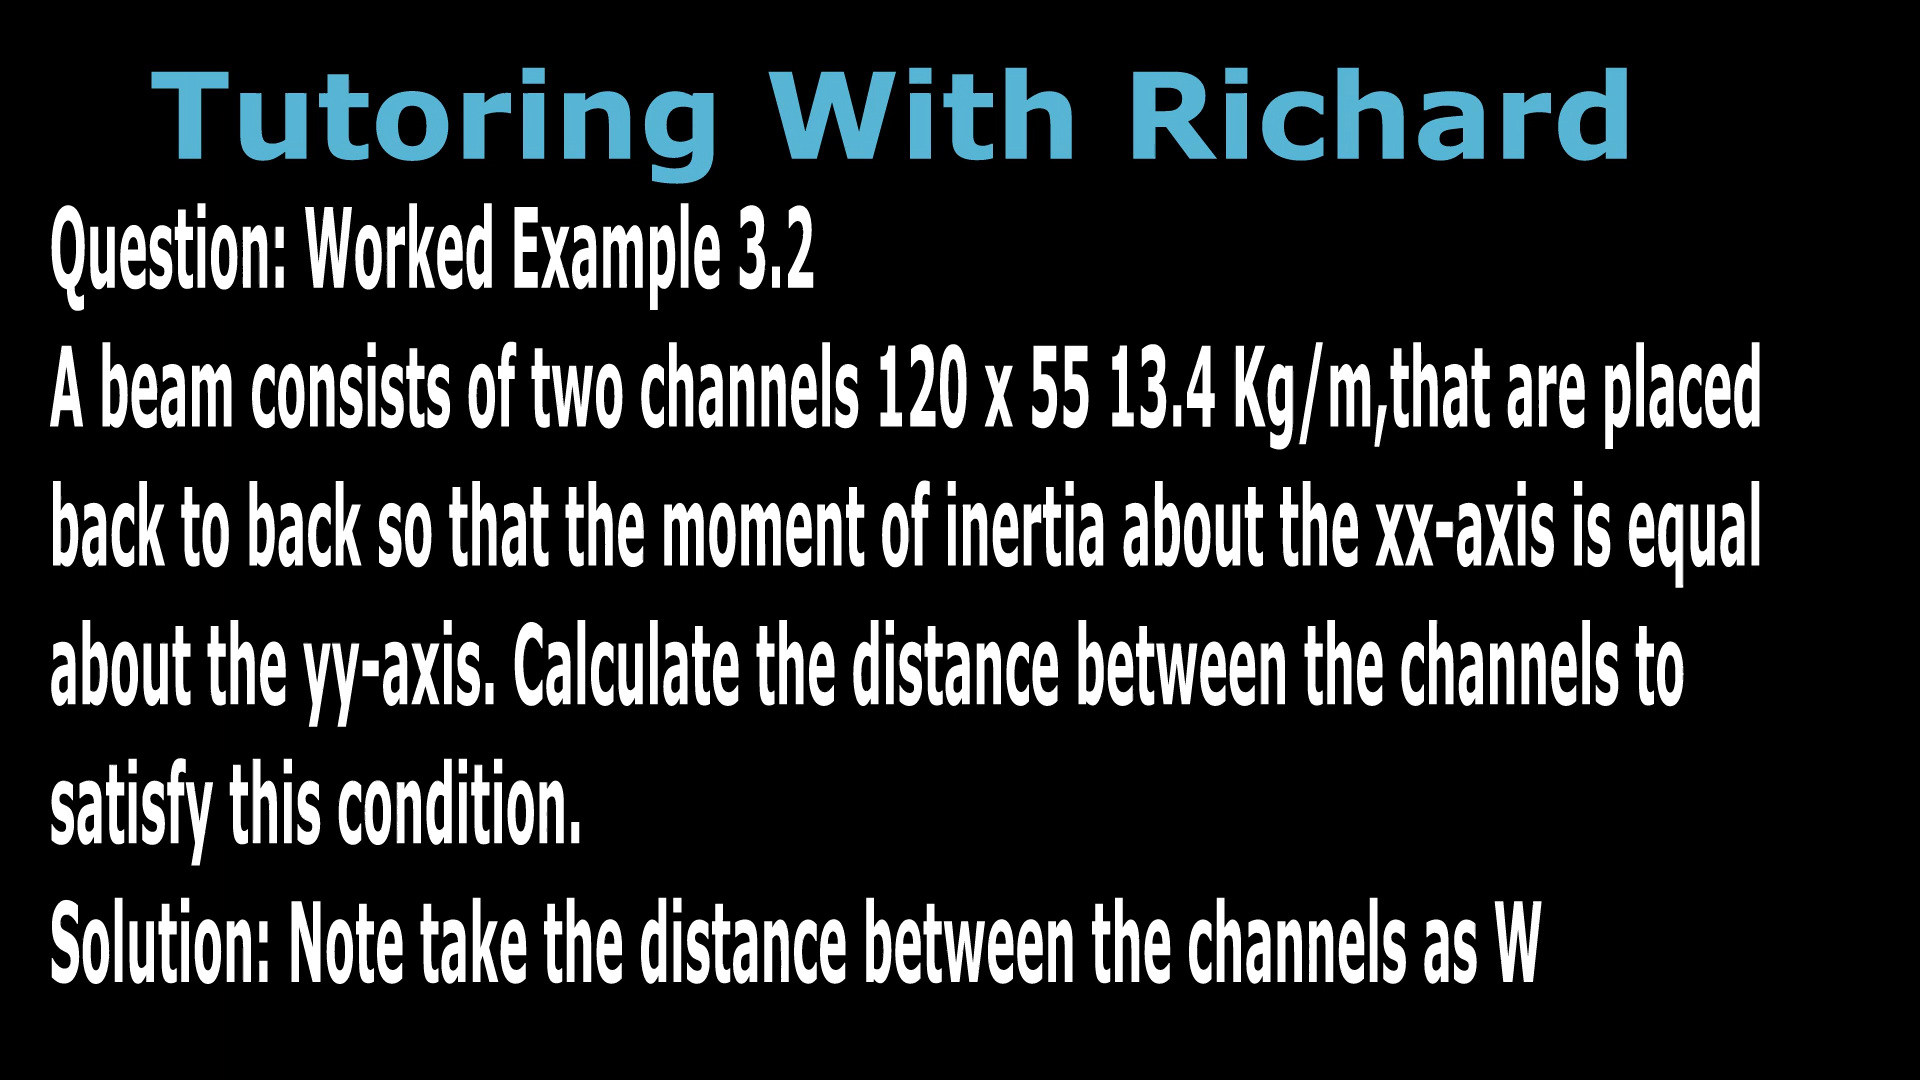 Tutoring With Richard
Question: Worked Example 3.2
A beam consists of two channels 120 x 55 13.4 Kg/m,that are placed
back to back so that the moment of inertia about the xx-axis is equal
about the yy-axis. Calculate the distance between the channels to
satisfy this condition.
Solution: Note take the distance between the channels as W